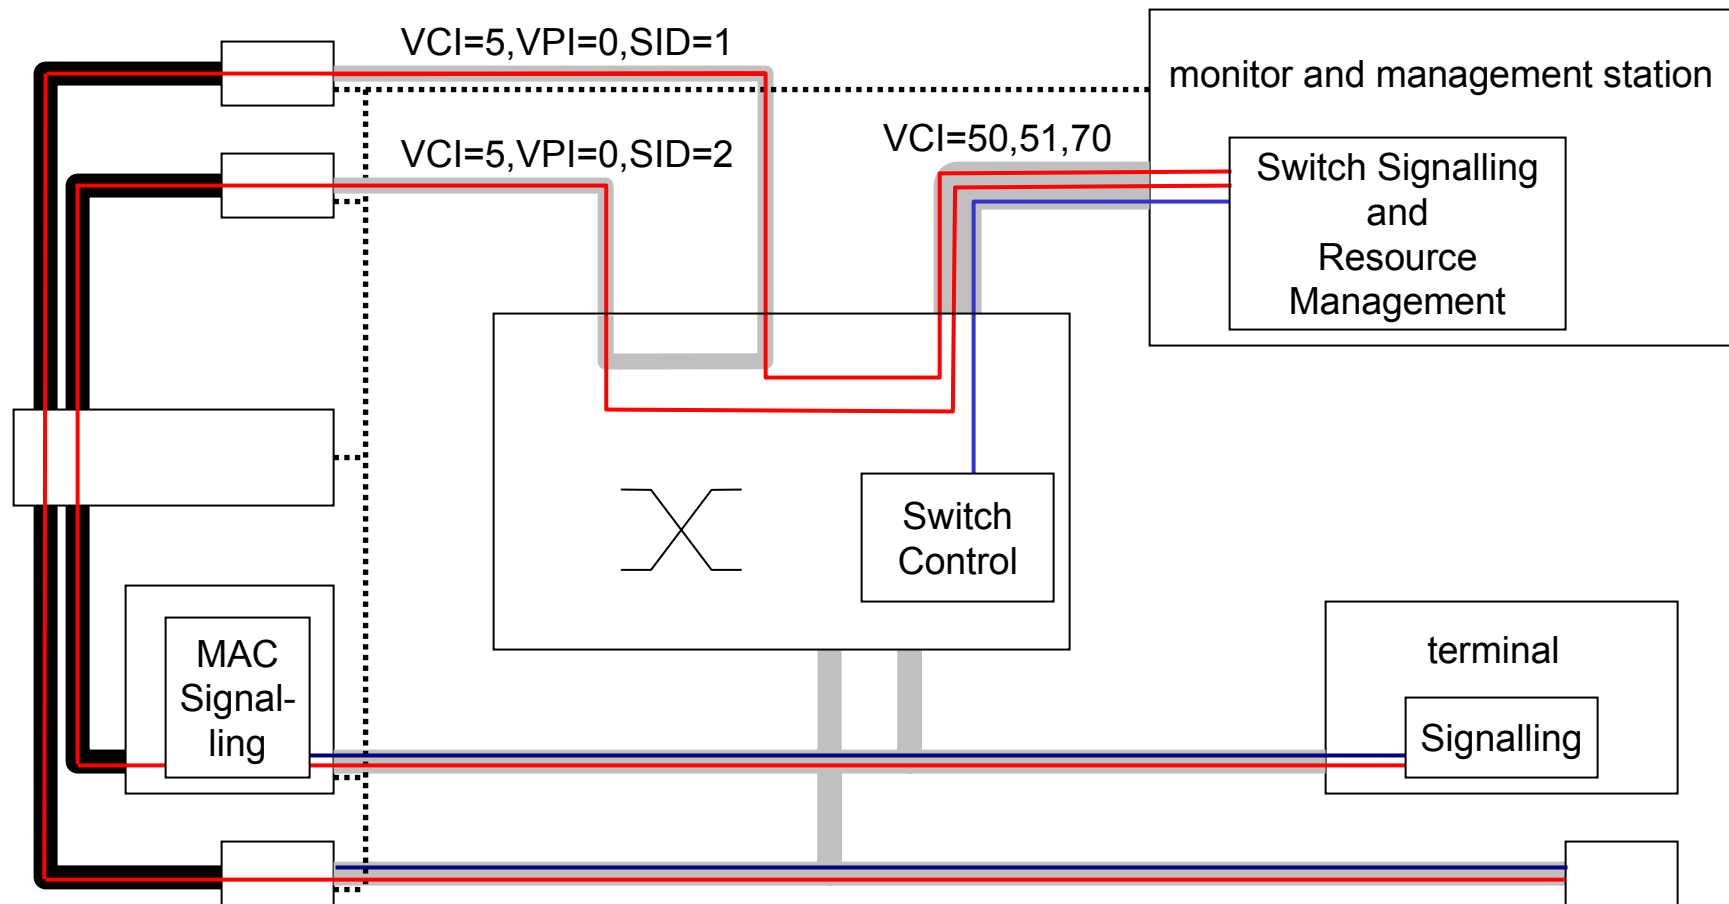 VCI=5,VPI=0,SID=1
monitor and management station
VCI=5,VPI=0,SID=2
VCI=50,51,70
Switch Signalling
and
Resource
Management
Switch
Control
MAC
Signal-
ling
terminal
Signalling